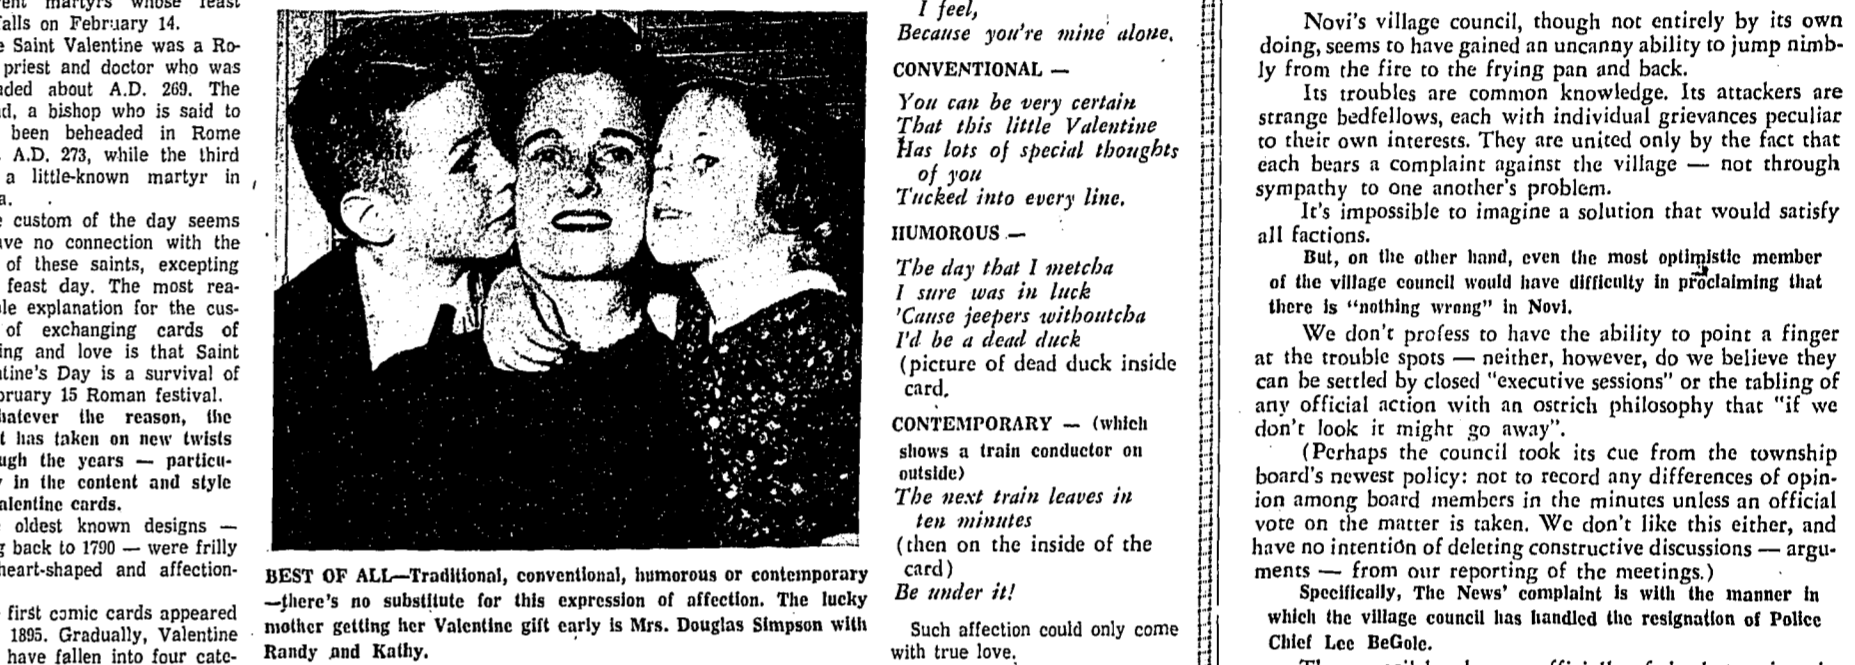 martyrs whose feast
falls on February 14.
Saint Valentine was a Ro-
priest and doctor who was
about A.D. 269. The
a bishop who is said to
been beheaded in Rome
A.D. 273, while the third
a little-known martyr in
custom of the day seems
no connection with the
of these saints, excepting
feast day. The most rea-
explanation for the cus-
of exchanging cards of
and love is that Saint
Day is a survival of
15 Roman festival.
the reason, the
has taken on new twists
the years — particu-
in the content and style
cards.
oldest known designs —
back to 1790 — were frilly
heart-shaped and affection-
first comic cards appeared
1895. Gradually, Valentine
have fallen into four cate-
BEST OF ALL—Traditional, conventional, humorous or contemporary
—there's no substitute for this expression of affection. The lucky
mother getting her Valentine gift early is Mrs. Douglas Simpson with
Randy and Kathy.
I feel,
Because you're mine alone.
CONVENTIONAL —
You can be very certain
That this little Valentine
Has lots of special thoughts
of you
Tucked into every line.
HUMOROUS —
The day that I metcha
I sure was in luck
'Cause jeepers withoutcha
I'd be a dead duck
(picture of dead duck inside
card.
CONTEMPORARY — (which
shows a train conductor on
outside)
The next train leaves in
ten minutes
(then on the inside of the
card)
Be under it!
Such affection could only come
with true love.
Novi's village council, though not entirely by its own
doing, seems to have gained an uncanny ability to jump nimb-
ly from the fire to the frying pan and back.
Its troubles are common knowledge. Its attackers are
strange bedfellows, each with individual grievances peculiar
to their own interests. They are united only by the fact that
each bears a complaint against the village — not through
sympathy to one another's problem.
It's impossible to imagine a solution that would satisfy
all factions.
But, on the other hand, even the most optimistic member
of the village council would have difficulty in proclaiming that
there is "nothing wrong" in Novi.
We don't profess to have the ability to point a finger
at the trouble spots — neither, however, do we believe they
can be settled by closed "executive sessions" or the tabling of
any official action with an ostrich philosophy that "if we
don't look it might go away".
(Perhaps the council took its cue from the township
board's newest policy: not to record any differences of opin-
ion among board members in the minutes unless an official
vote on the matter is taken. We don't like this either, and
have no intention of deleting constructive discussions — argu-
ments — from our reporting of the meetings.)
Specifically, The News' complaint is with the manner in
which the village council has handled the resignation of Police
Chief Lee BeGole.